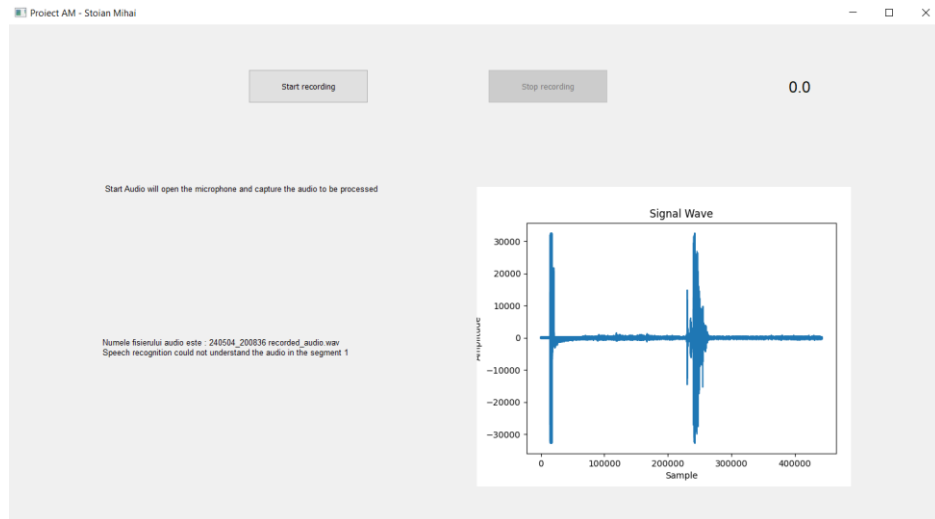 Proiect AM - Stoian Mihai
Start recording
Stop recording
0.0
Start Audio will open the microphone and capture the audio to be processed
Numele fisierului audio este : 240504_200836 recorded_audio.wav
Speech recognition could not understand the audio in the segment 1
Signal Wave
30000
20000
10000
0
−10000
−20000
−30000
Amplitude
0 100000 200000 300000 400000
Sample